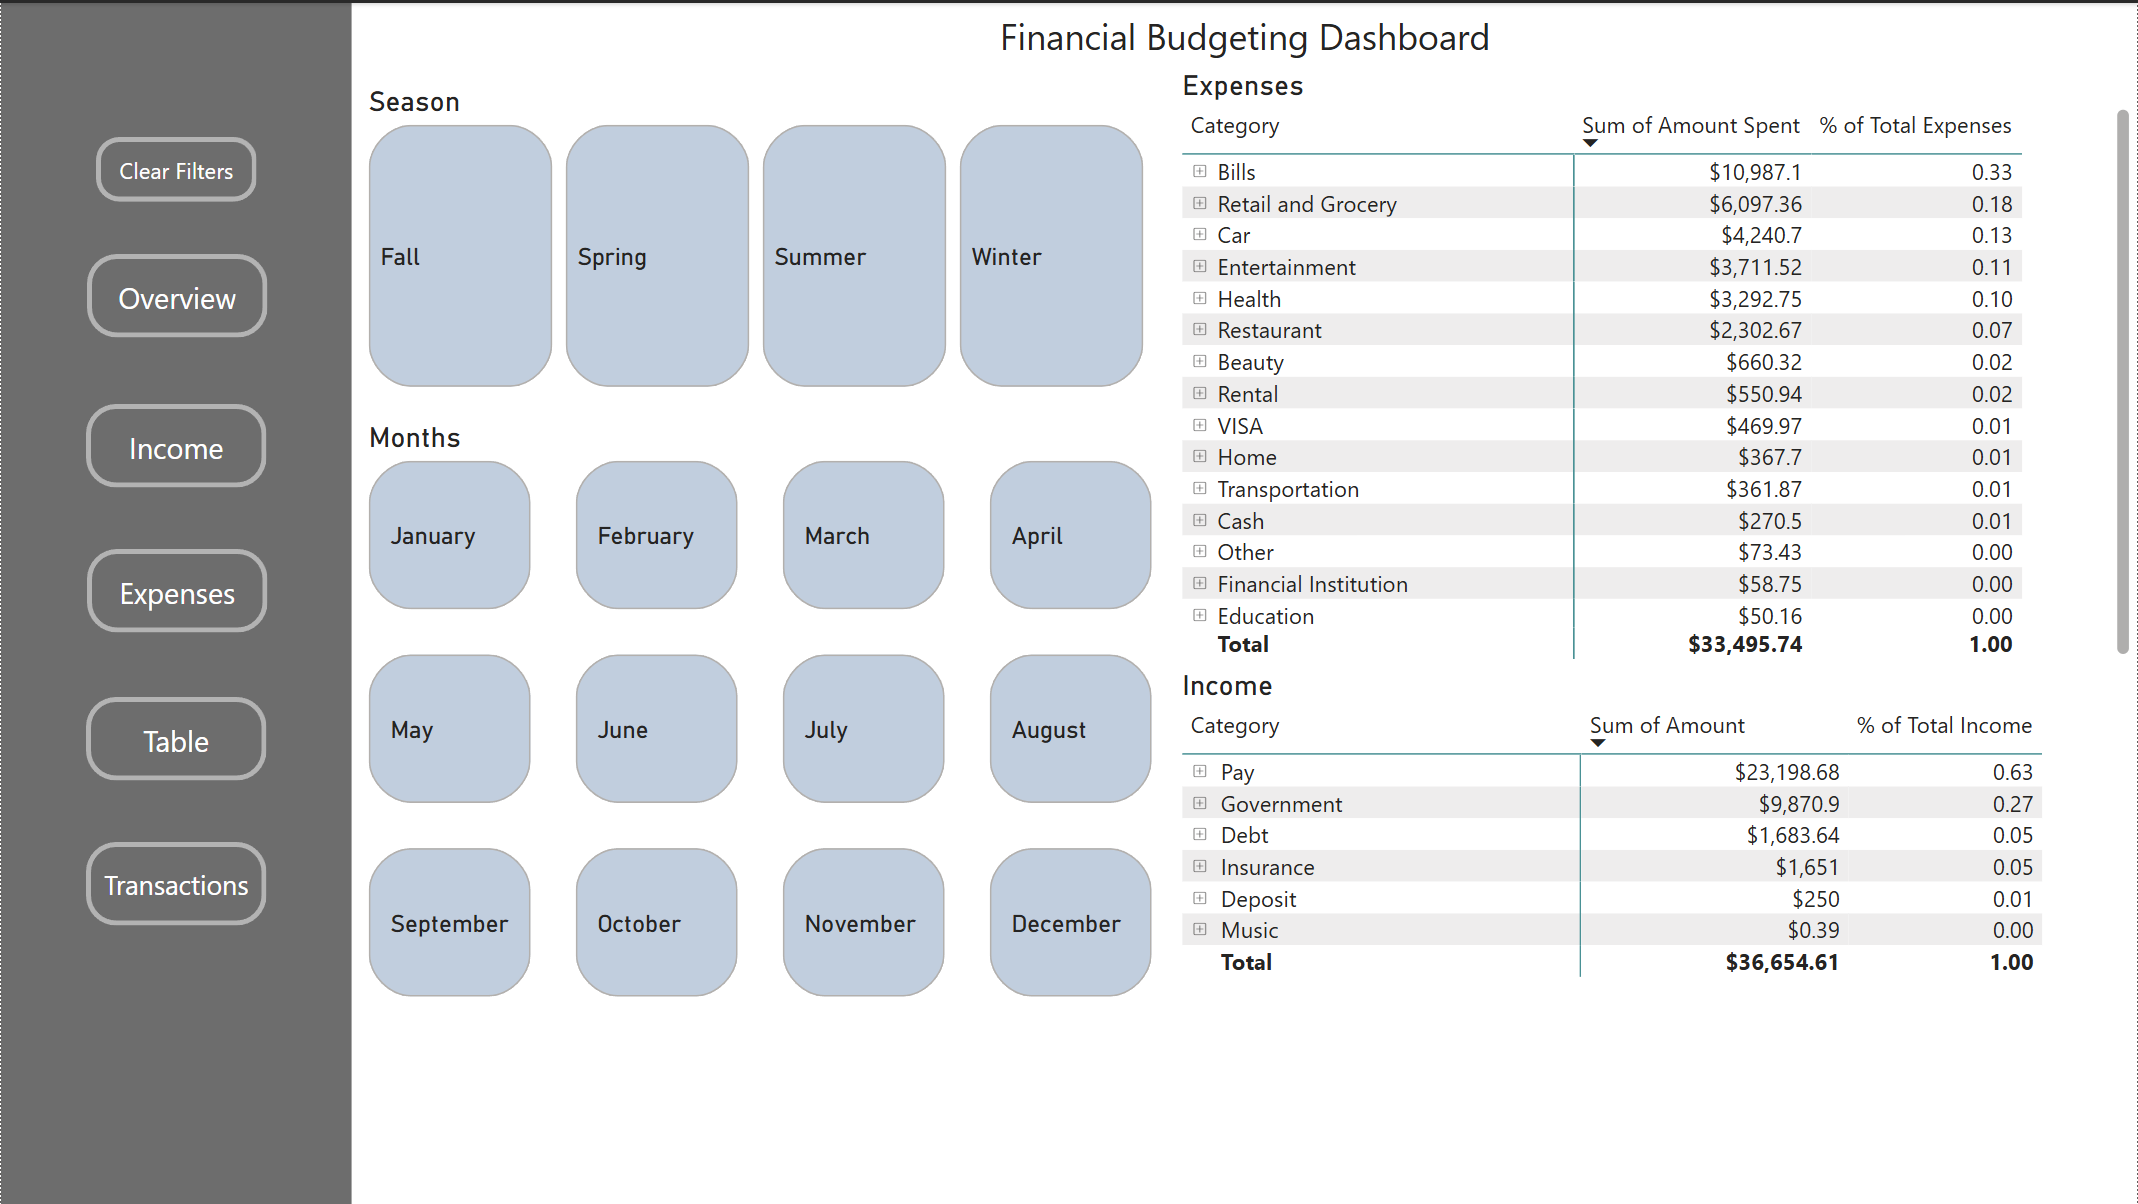 Financial Budgeting Dashboard
Clear Filters
Overview
Income
Expenses
Table
Transactions
Season
Fall Spring Summer Winter
Months
January February March April
May June July August
September October November December
Expenses
Category Sum of Amount Spent % of Total Expenses
Bills $10,987.1 0.33
Retail and Grocery $6,097.36 0.18
Car $4,240.7 0.13
Entertainment $3,711.52 0.11
Health $3,292.75 0.10
Restaurant $2,302.67 0.07
Beauty $660.32 0.02
Rental $550.94 0.02
VISA $469.97 0.01
Home $367.7 0.01
Transportation $361.87 0.01
Cash $270.5 0.01
Other $73.43 0.00
Financial Institution $58.75 0.00
Education $50.16 0.00
Total $33,495.74 1.00
Income
Category Sum of Amount % of Total Income
Pay $23,198.68 0.63
Government $9,870.9 0.27
Debt $1,683.64 0.05
Insurance $1,651 0.05
Deposit $250 0.01
Music $0.39 0.00
Total $36,654.61 1.00